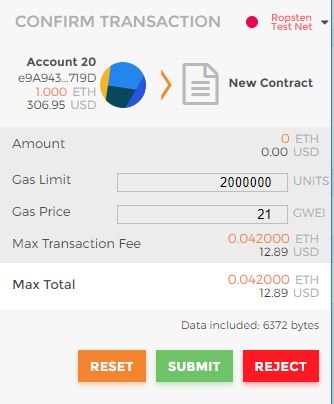 CONFIRM TRANSACTION
Ropsten
Test Net
Account 20
e9A943...719D
1.000 ETH
306.95 USD
New Contract
Amount
0 ETH
0.00 USD
Gas Limit
2000000 UNITS
Gas Price
21 GWEI
Max Transaction Fee
0.042000 ETH
12.89 USD
Max Total
0.042000 ETH
12.89 USD
Data included: 6372 bytes
RESET SUBMIT REJECT